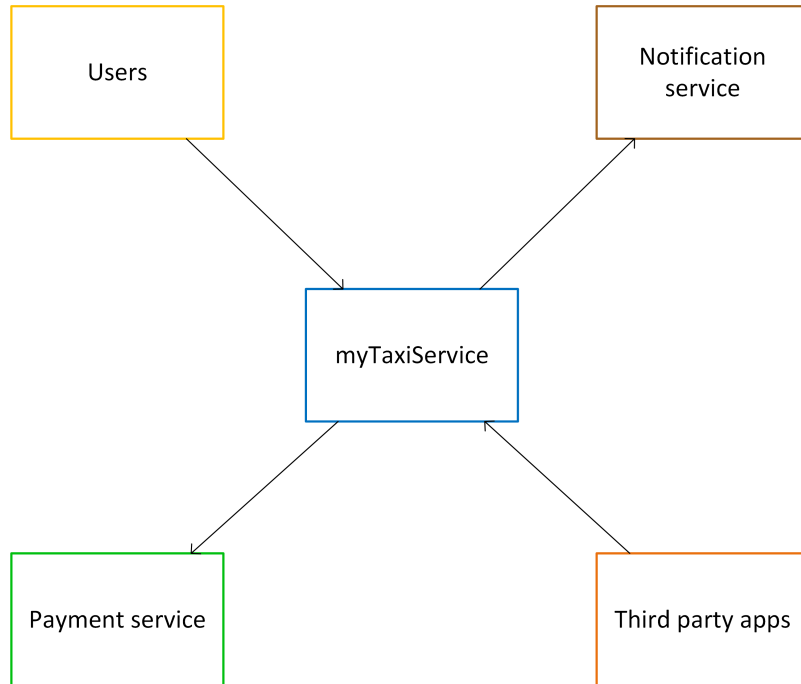 Users
Notification
service
myTaxiService
Payment service
Third party apps